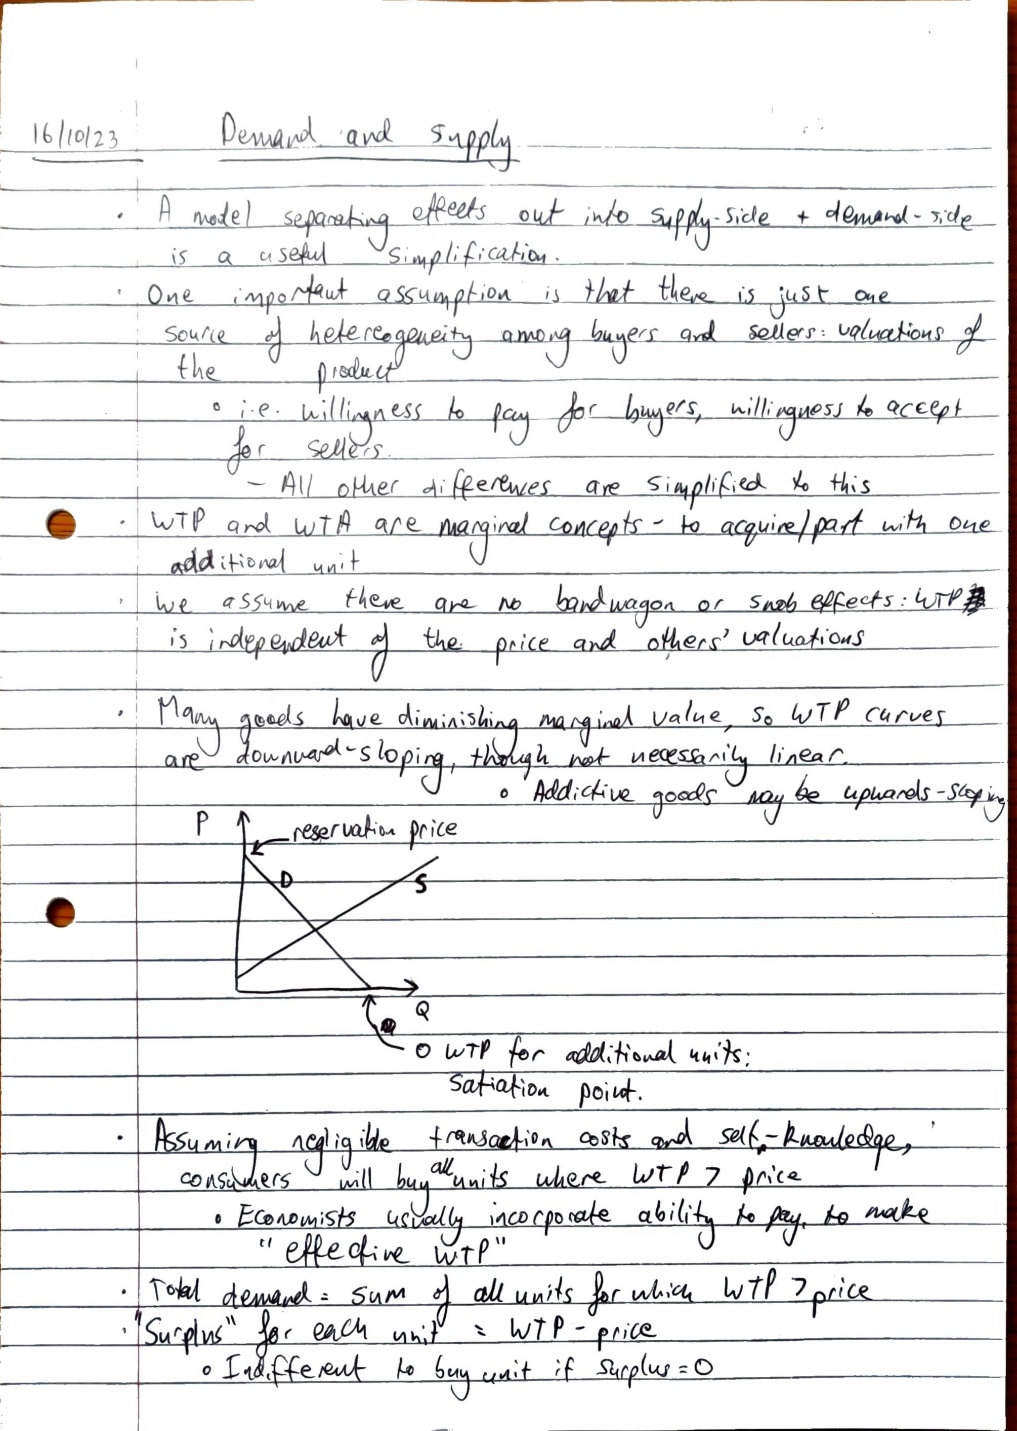 16/10/23 Demand and supply
· A model separating effects out into supply-side + demand-side
is a useful simplification.
· One important assumption is that there is just one
source of hetereogeneity among buyers and sellers: valuations of
the product
∘ i.e. willingness to pay for buyers, willingness to accept
for sellers.
– All other differences are simplified to this
· WTP and WTA are marginal concepts – to acquire/part with one
additional unit
· We assume there are no bandwagon or snob effects: WTP
is independent of the price and others' valuations
· Many goods have diminishing marginal value, so WTP curves
are downward-sloping, though not necessarily linear.
∘ Addictive goods may be upwards-sloping
P
reservation price
D
S
Q
0 WTP for additional units:
satiation point.
· Assuming negligible transaction costs and self-knowledge,
consumers will buy all units where WTP > price
∘ Economists usually incorporate ability to pay, to make
"effective WTP"
· Total demand = sum of all units for which WTP > price
· "Surplus" for each unit = WTP – price
∘ Indifferent to buy unit if surplus = 0